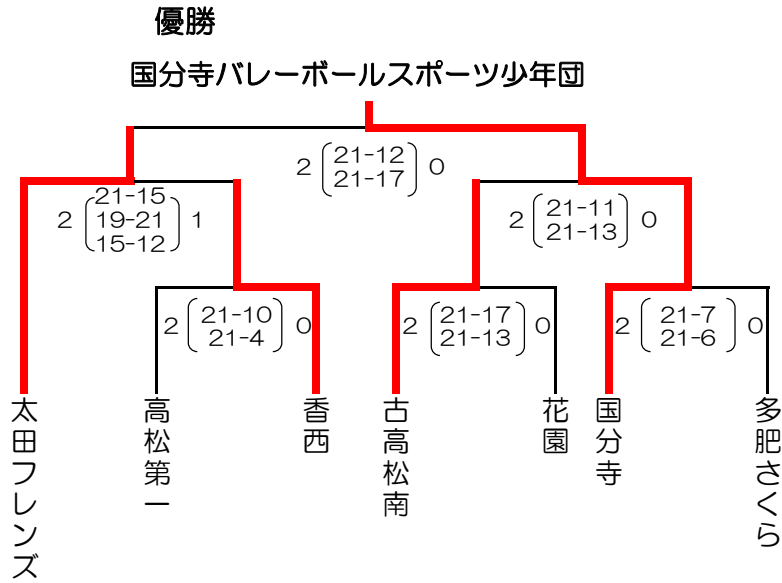 優勝
国分寺バレーボールスポーツ少年団
2 21-12 0
21-17
21-15
2 19-21 1
15-12
2 21-11 0
21-13
2 21-10 0
21-4
2 21-17 0
21-13
2 21-7 0
21-6
太田フレンズ
高松第一
香西
古高松南
花園
国分寺
多肥さくら